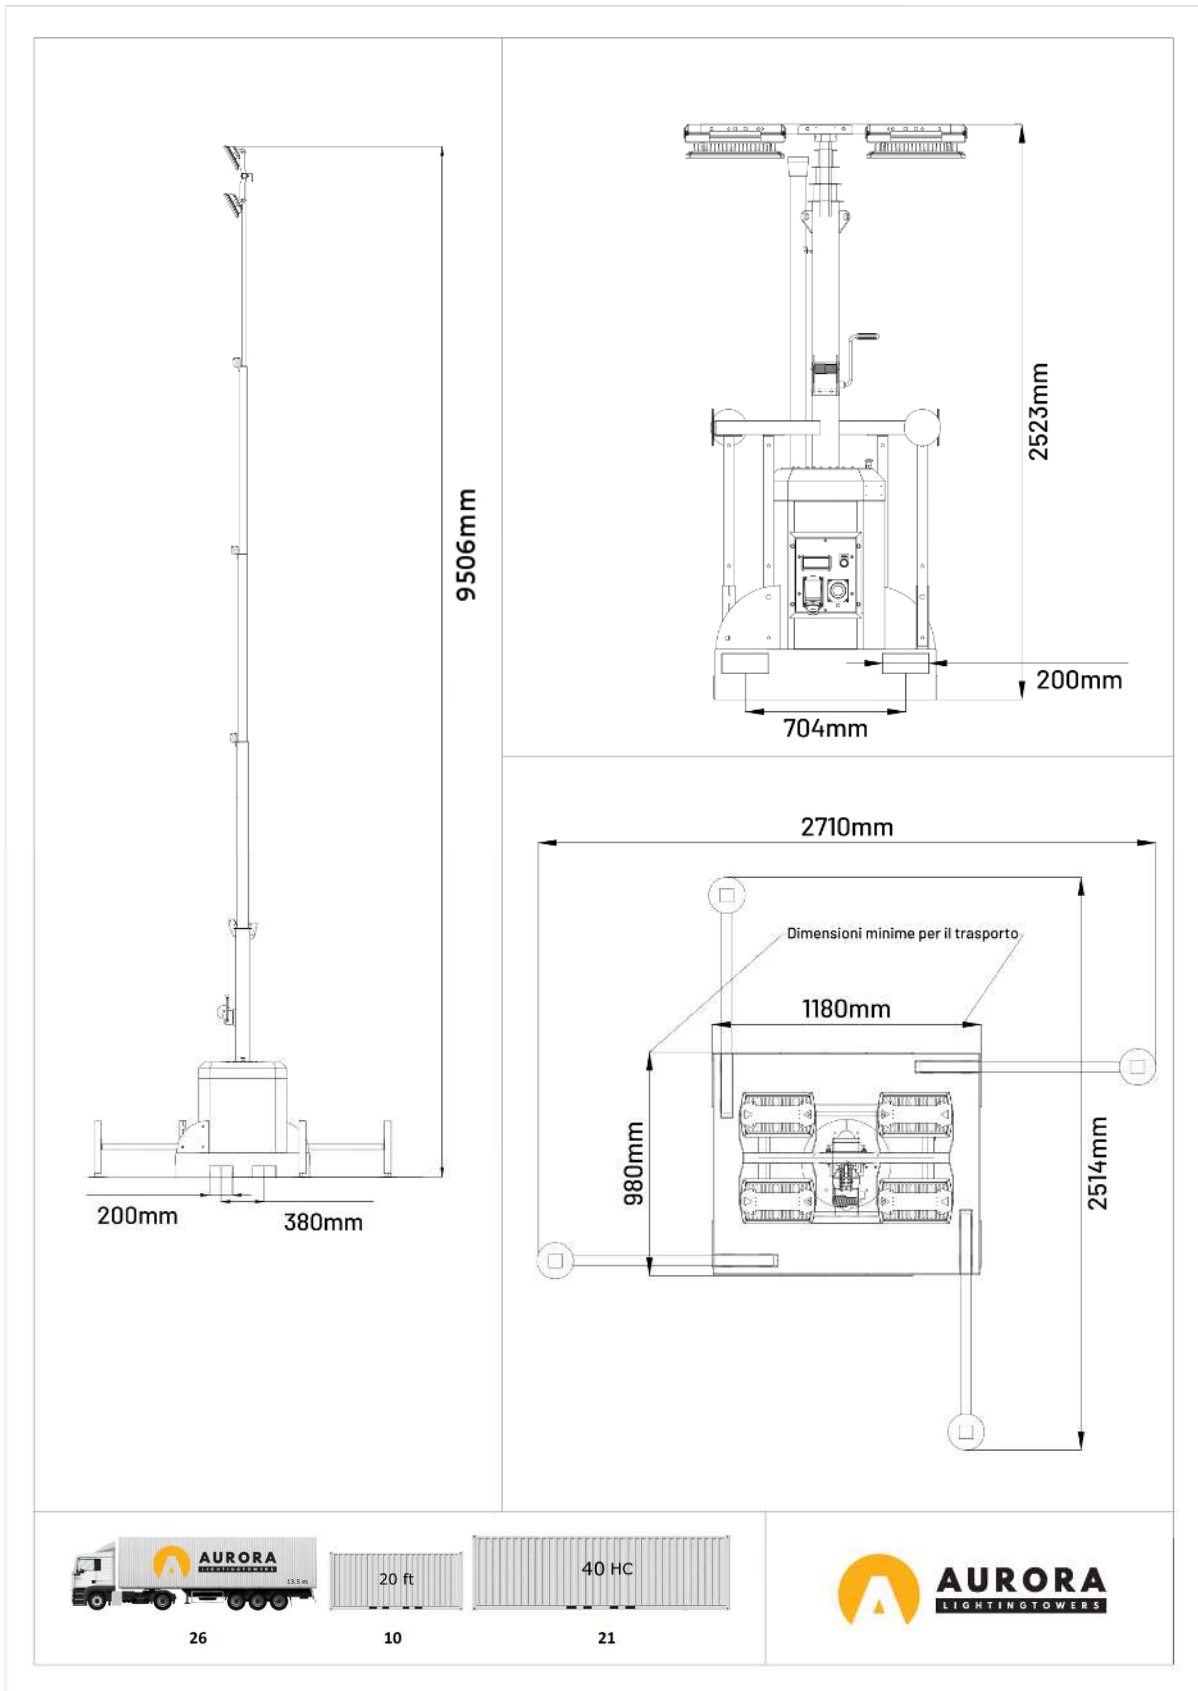 9506mm
200mm
380mm
2523mm
200mm
704mm
2710mm
Dimensioni minime per il trasporto
1180mm
980mm
2514mm
AURORA
LIGHTINGTOWERS
13.5 m.
20 ft
40 HC
26
10
21
AURORA
LIGHTINGTOWERS